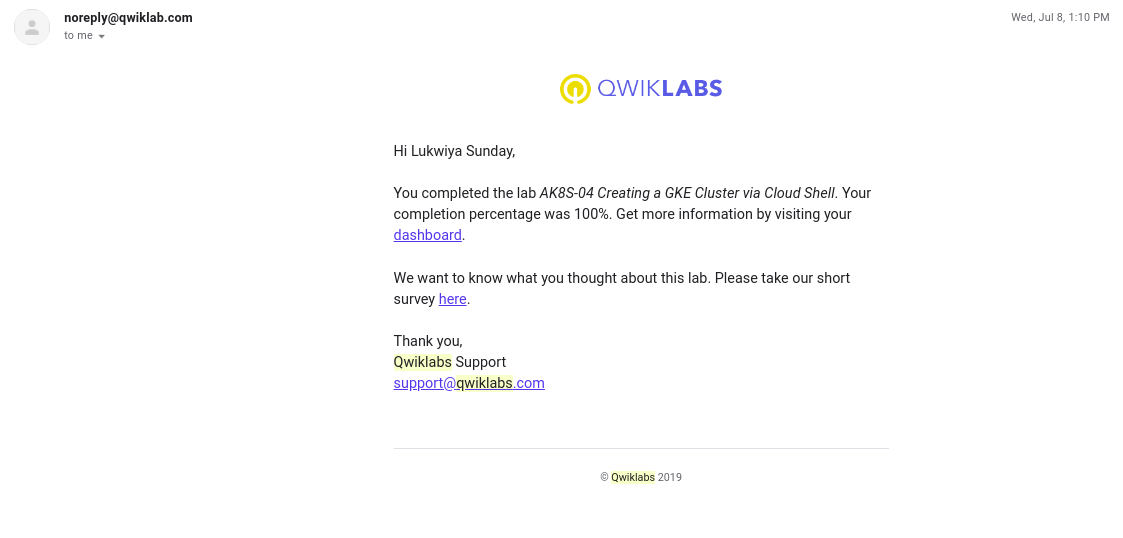 noreply@qwiklab.com
Wed, Jul 8, 1:10 PM
to me
QWIKLABS
Hi Lukwiya Sunday,
You completed the lab AK8S-04 Creating a GKE Cluster via Cloud Shell. Your
completion percentage was 100%. Get more information by visiting your
dashboard.
We want to know what you thought about this lab. Please take our short
survey here.
Thank you,
Qwiklabs Support
support@qwiklabs.com
© Qwiklabs 2019